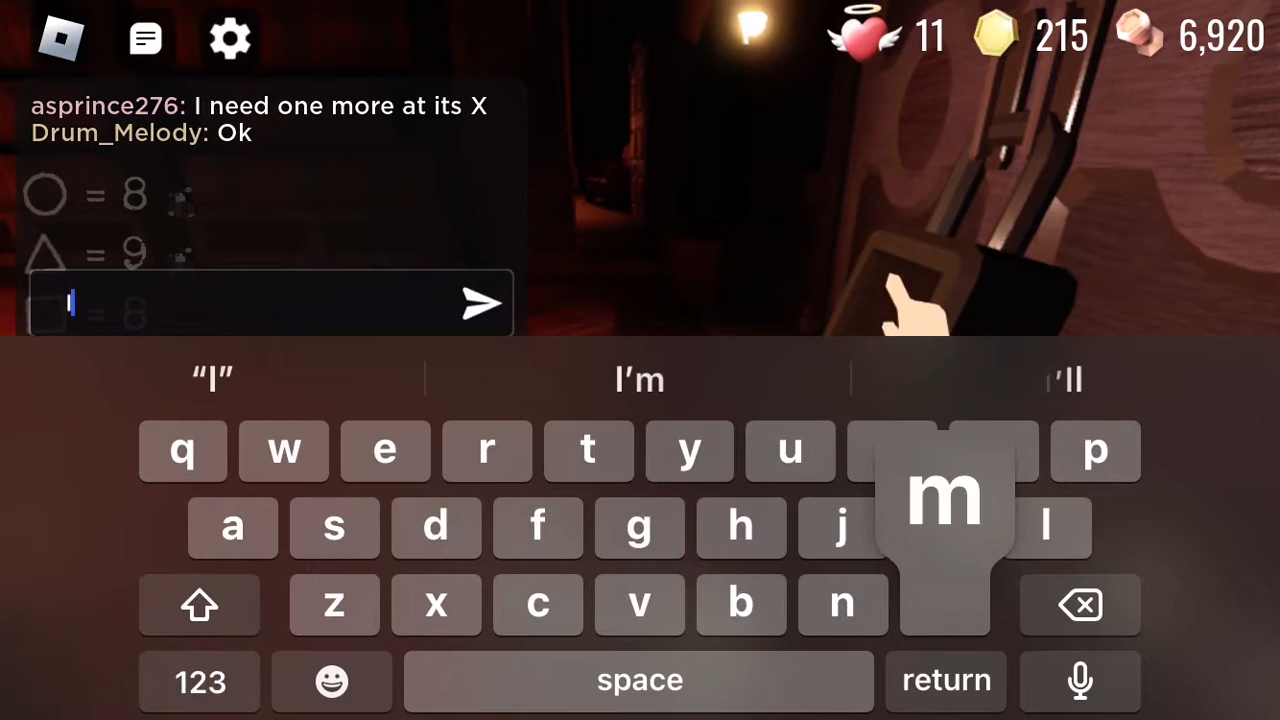 11 215 6,920
asprince276: I need one more at its X
Drum_Melody: Ok
= 8
= 9
= 8
I
“I” I’m I’ll
q w e r t y u p
a s d f g h j l
m
z x c v b n
123 space return